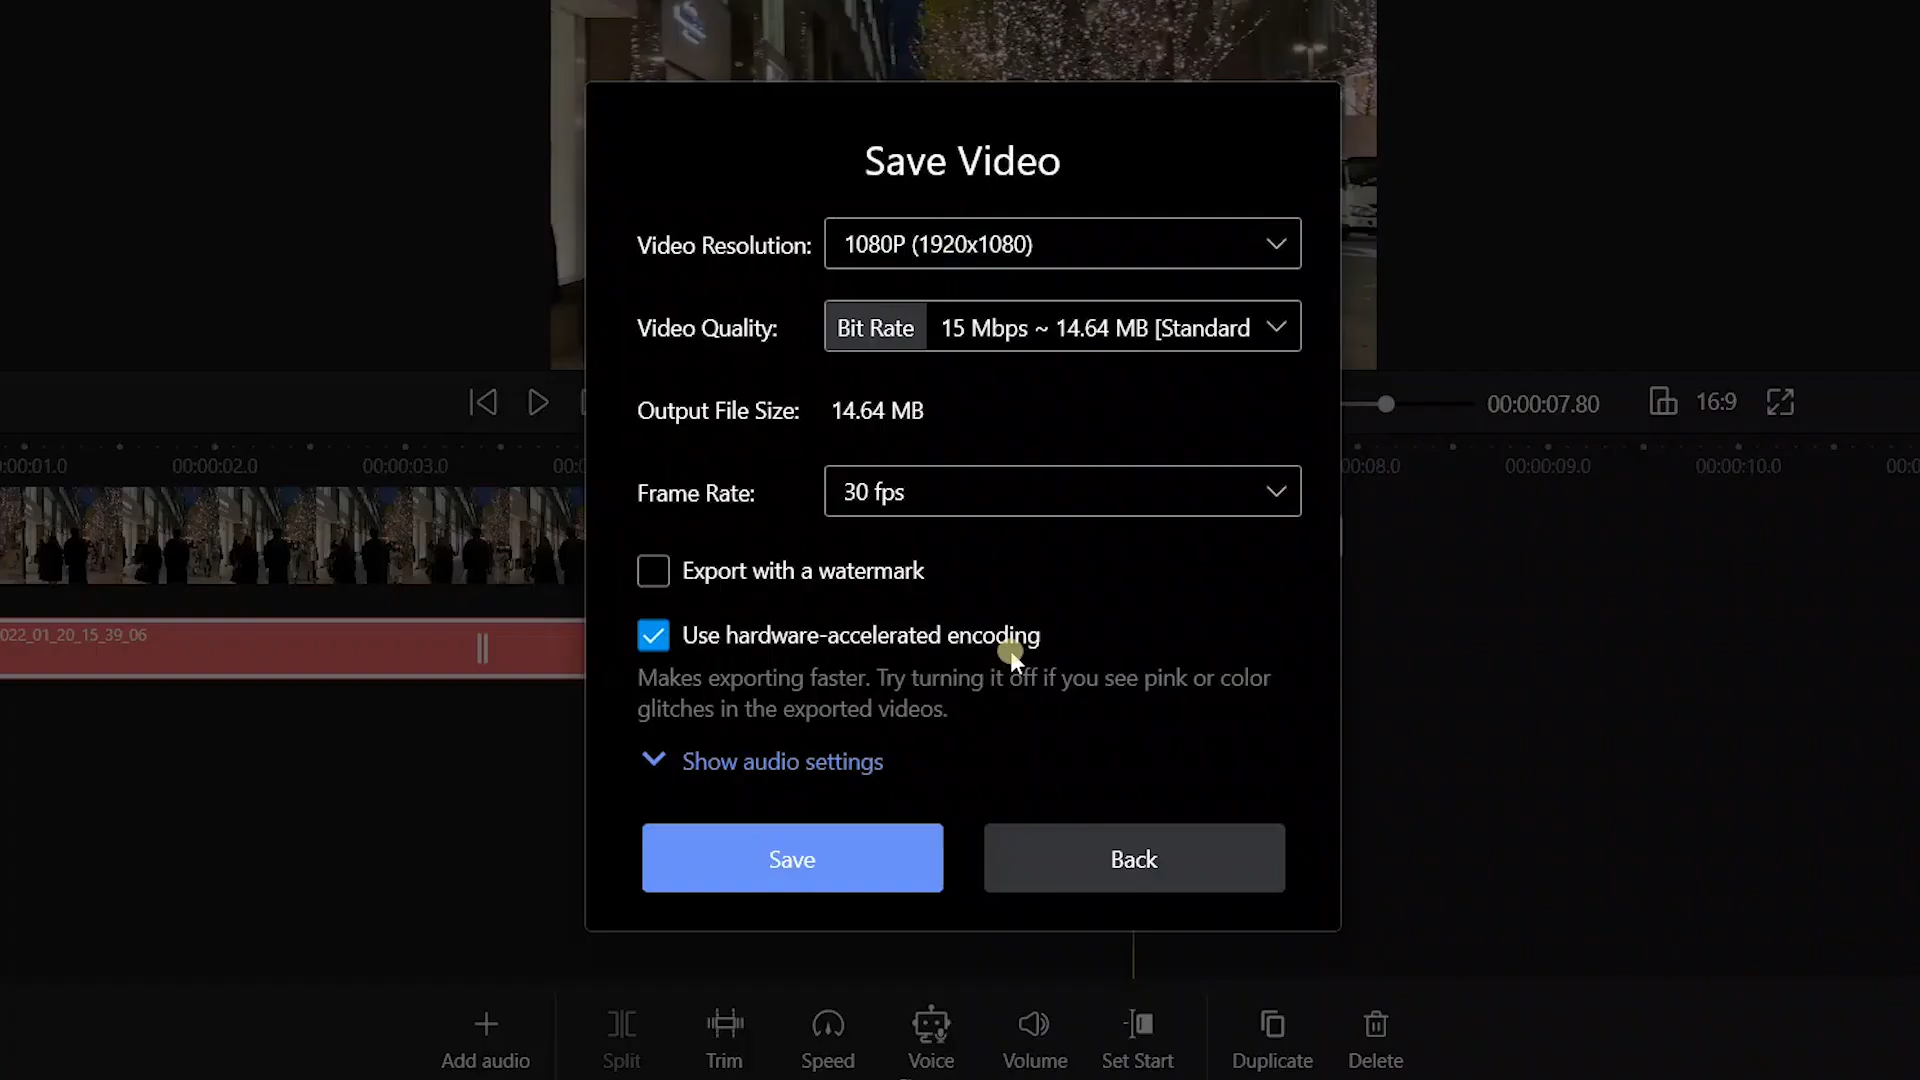 Save Video
Video Resolution: 1080P (1920x1080)
Video Quality: Bit Rate 15 Mbps ~ 14.64 MB [Standard
Output File Size: 14.64 MB
00:00:07.80 16:9
:00:01.0 00:00:02.0 00:00:03.0 00:0 00:08.0 00:00:09.0 00:00:10.0 00:0
Frame Rate: 30 fps
Export with a watermark
Use hardware-accelerated encoding
022_01_20_15_39_06
Makes exporting faster. Try turning it off if you see pink or color
glitches in the exported videos.
Show audio settings
Save Back
Add audio Split Trim Speed Voice Volume Set Start Duplicate Delete